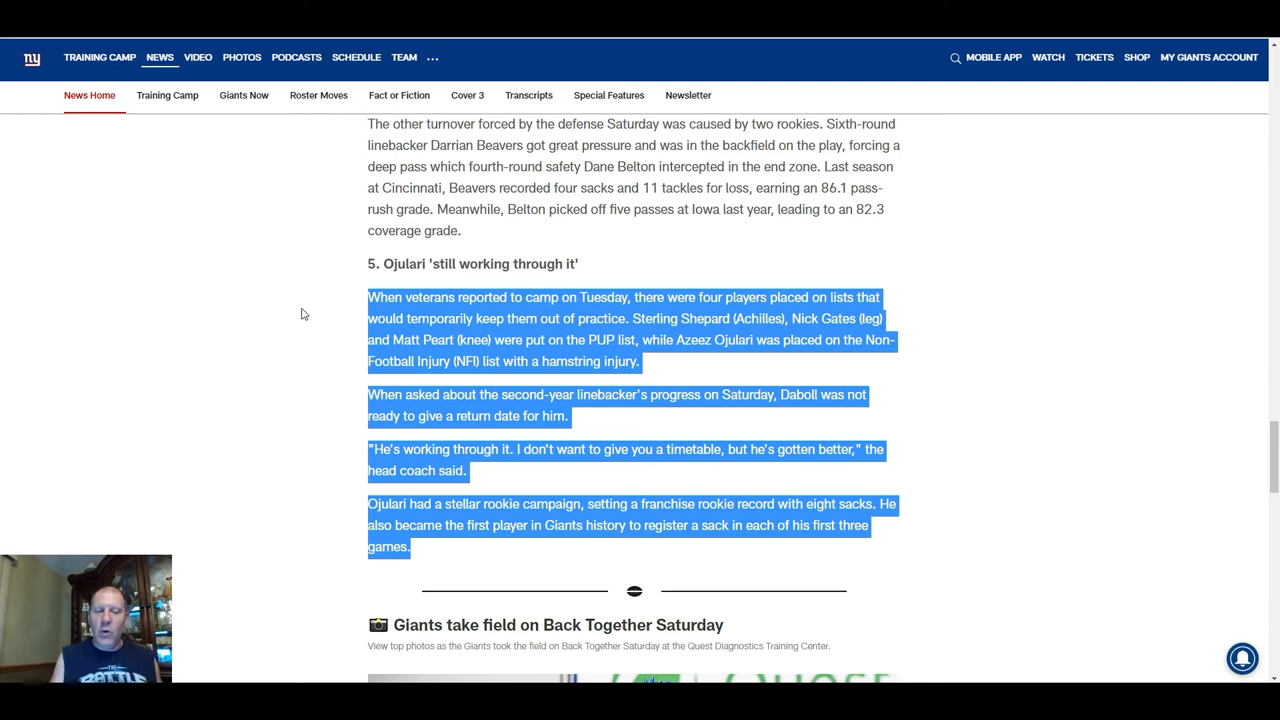 ny TRAINING CAMP NEWS VIDEO PHOTOS PODCASTS SCHEDULE TEAM ... MOBILE APP WATCH TICKETS SHOP MY GIANTS ACCOUNT
News Home Training Camp Giants Now Roster Moves Fact or Fiction Cover 3 Transcripts Special Features Newsletter
The other turnover forced by the defense Saturday was caused by two rookies. Sixth-round
linebacker Darrian Beavers got great pressure and was in the backfield on the play, forcing a
deep pass which fourth-round safety Dane Belton intercepted in the end zone. Last season
at Cincinnati, Beavers recorded four sacks and 11 tackles for loss, earning an 86.1 pass-
rush grade. Meanwhile, Belton picked off five passes at Iowa last year, leading to an 82.3
coverage grade.
5. Ojulari 'still working through it'
When veterans reported to camp on Tuesday, there were four players placed on lists that
would temporarily keep them out of practice. Sterling Shepard (Achilles), Nick Gates (leg)
and Matt Peart (knee) were put on the PUP list, while Azeez Ojulari was placed on the Non-
Football Injury (NFI) list with a hamstring injury.
When asked about the second-year linebacker's progress on Saturday, Daboll was not
ready to give a return date for him.
"He's working through it. I don't want to give you a timetable, but he's gotten better," the
head coach said.
Ojulari had a stellar rookie campaign, setting a franchise rookie record with eight sacks. He
also became the first player in Giants history to register a sack in each of his first three
games.
Giants take field on Back Together Saturday
View top photos as the Giants took the field on Back Together Saturday at the Quest Diagnostics Training Center.
THE
BATTLE